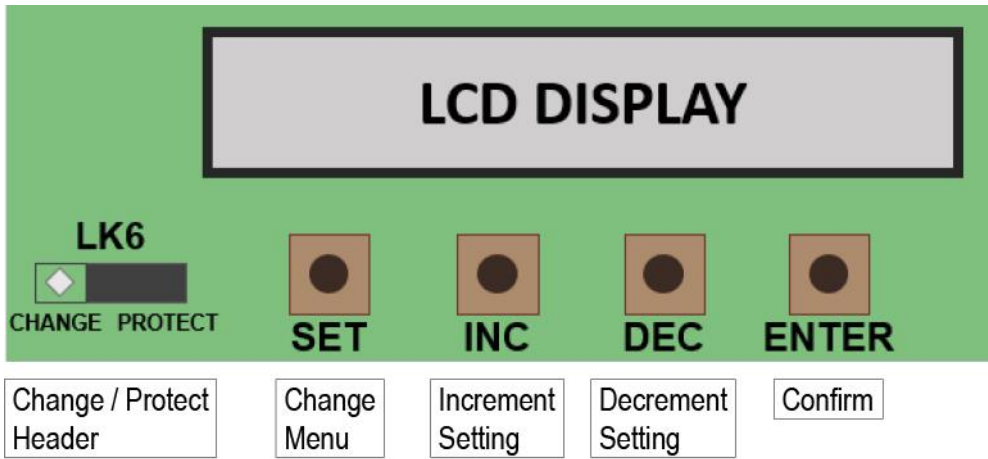 LCD DISPLAY
LK6
CHANGE PROTECT
SET INC DEC ENTER
Change / Protect
Header
Change
Menu
Increment
Setting
Decrement
Setting
Confirm